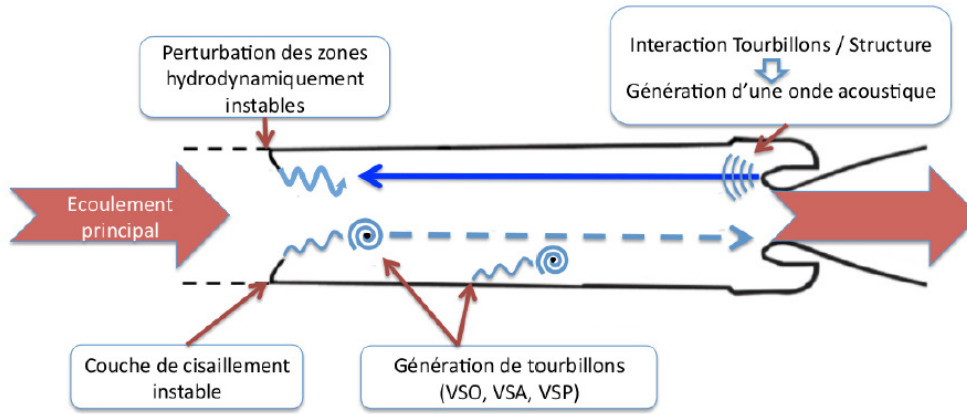 Perturbation des zones
hydrodynamiquement
instables
Interaction Tourbillons / Structure
Génération d'une onde acoustique
Ecoulement
principal
Couche de cisaillement
instable
Génération de tourbillons
(VSO, VSA, VSP)